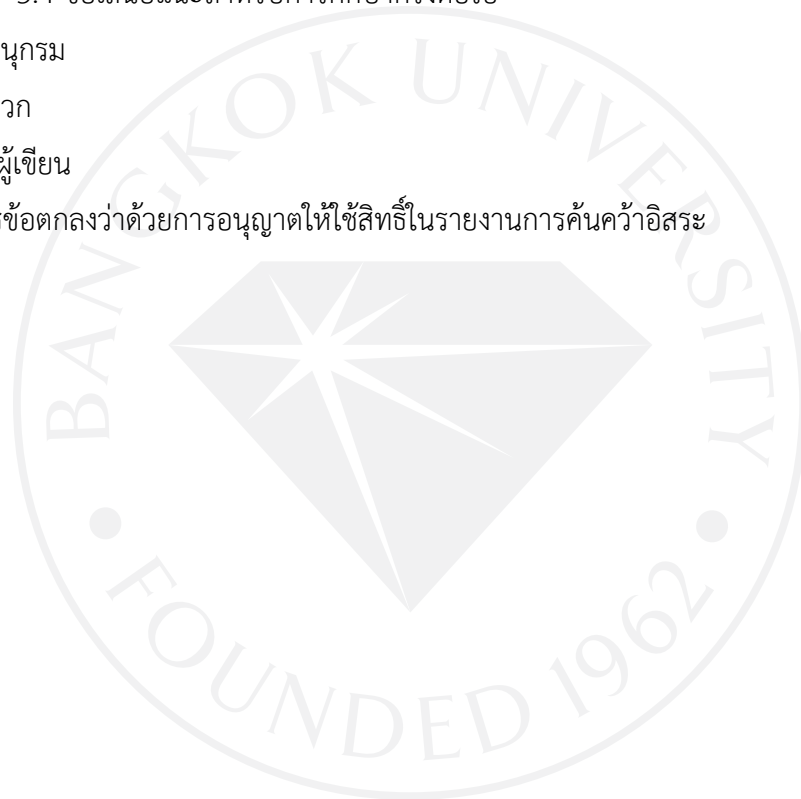 นุกรม
วก
ผู้เขียน
รข้อตกลงว่าด้วยการอนุญาตให้ใช้สิทธิ์ในรายงานการค้นคว้าอิสระ
BANGKOK UNIVERSITY
FOUNDED 1962